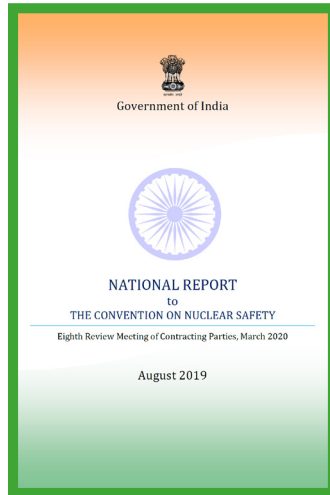 Government of India
NATIONAL REPORT
to
THE CONVENTION ON NUCLEAR SAFETY
Eighth Review Meeting of Contracting Parties, March 2020
August 2019